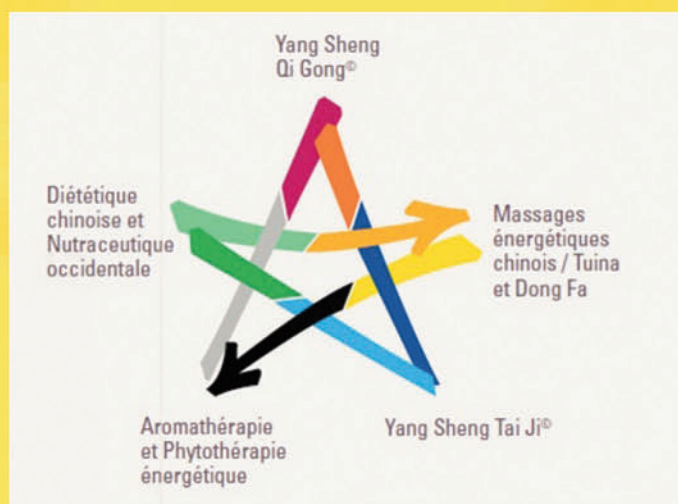 Yang Sheng
Qi Gong©
Diététique
chinoise et
Nutraceutique
occidentale
Massages
énergétiques
chinois / Tuina
et Dong Fa
Aromathérapie
et Phytothérapie
énergétique
Yang Sheng Tai Ji©